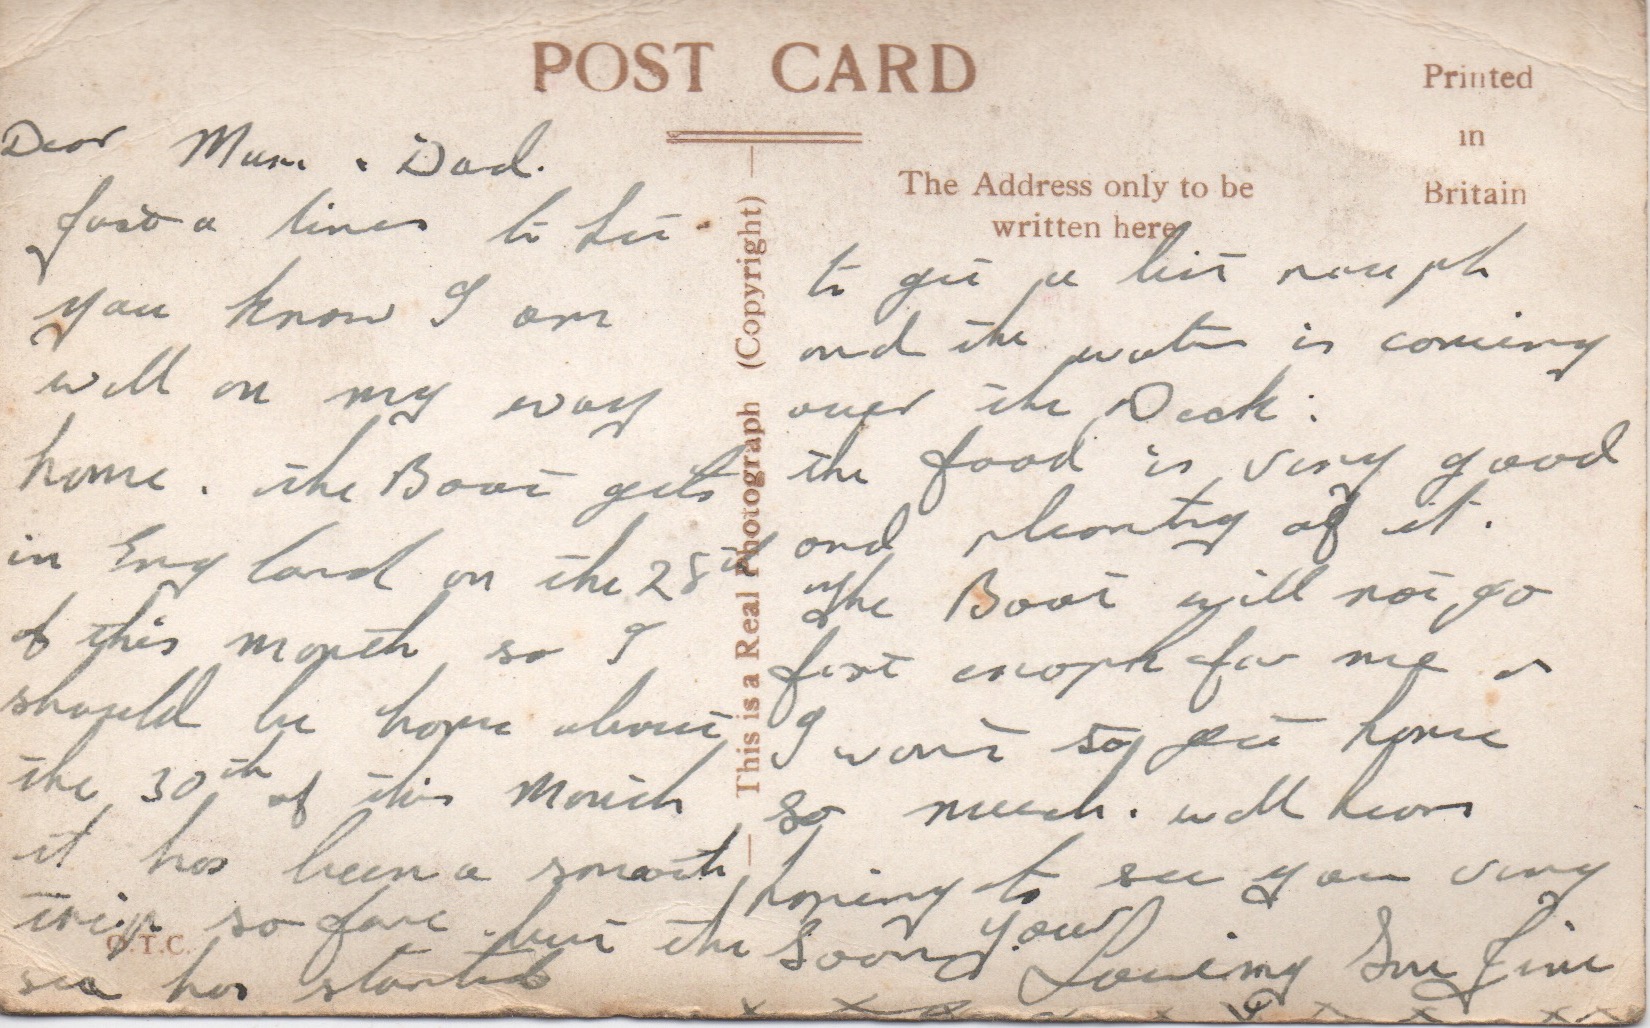 POST CARD
Printed
in
Britain
The Address only to be
written here
This is a Real Photograph (Copyright)
O.T.C.
Dear Mum & Dad.
Just a lines to let
you know I am
well on my way
home. the Boat gets
in England on the 28th
of this month so I
should be home about
the 30th of this month
it has been a smooth
trip so fare but the
sea has started
to get a bit rough
and the water is coming
over the Deck.
the food is very good
and plenty of it.
The Boat will not go
fast enoph for me &
I want to get home
so much. well
hoping to see you very
soon your
Loveing Son Jim
x x x x x x x